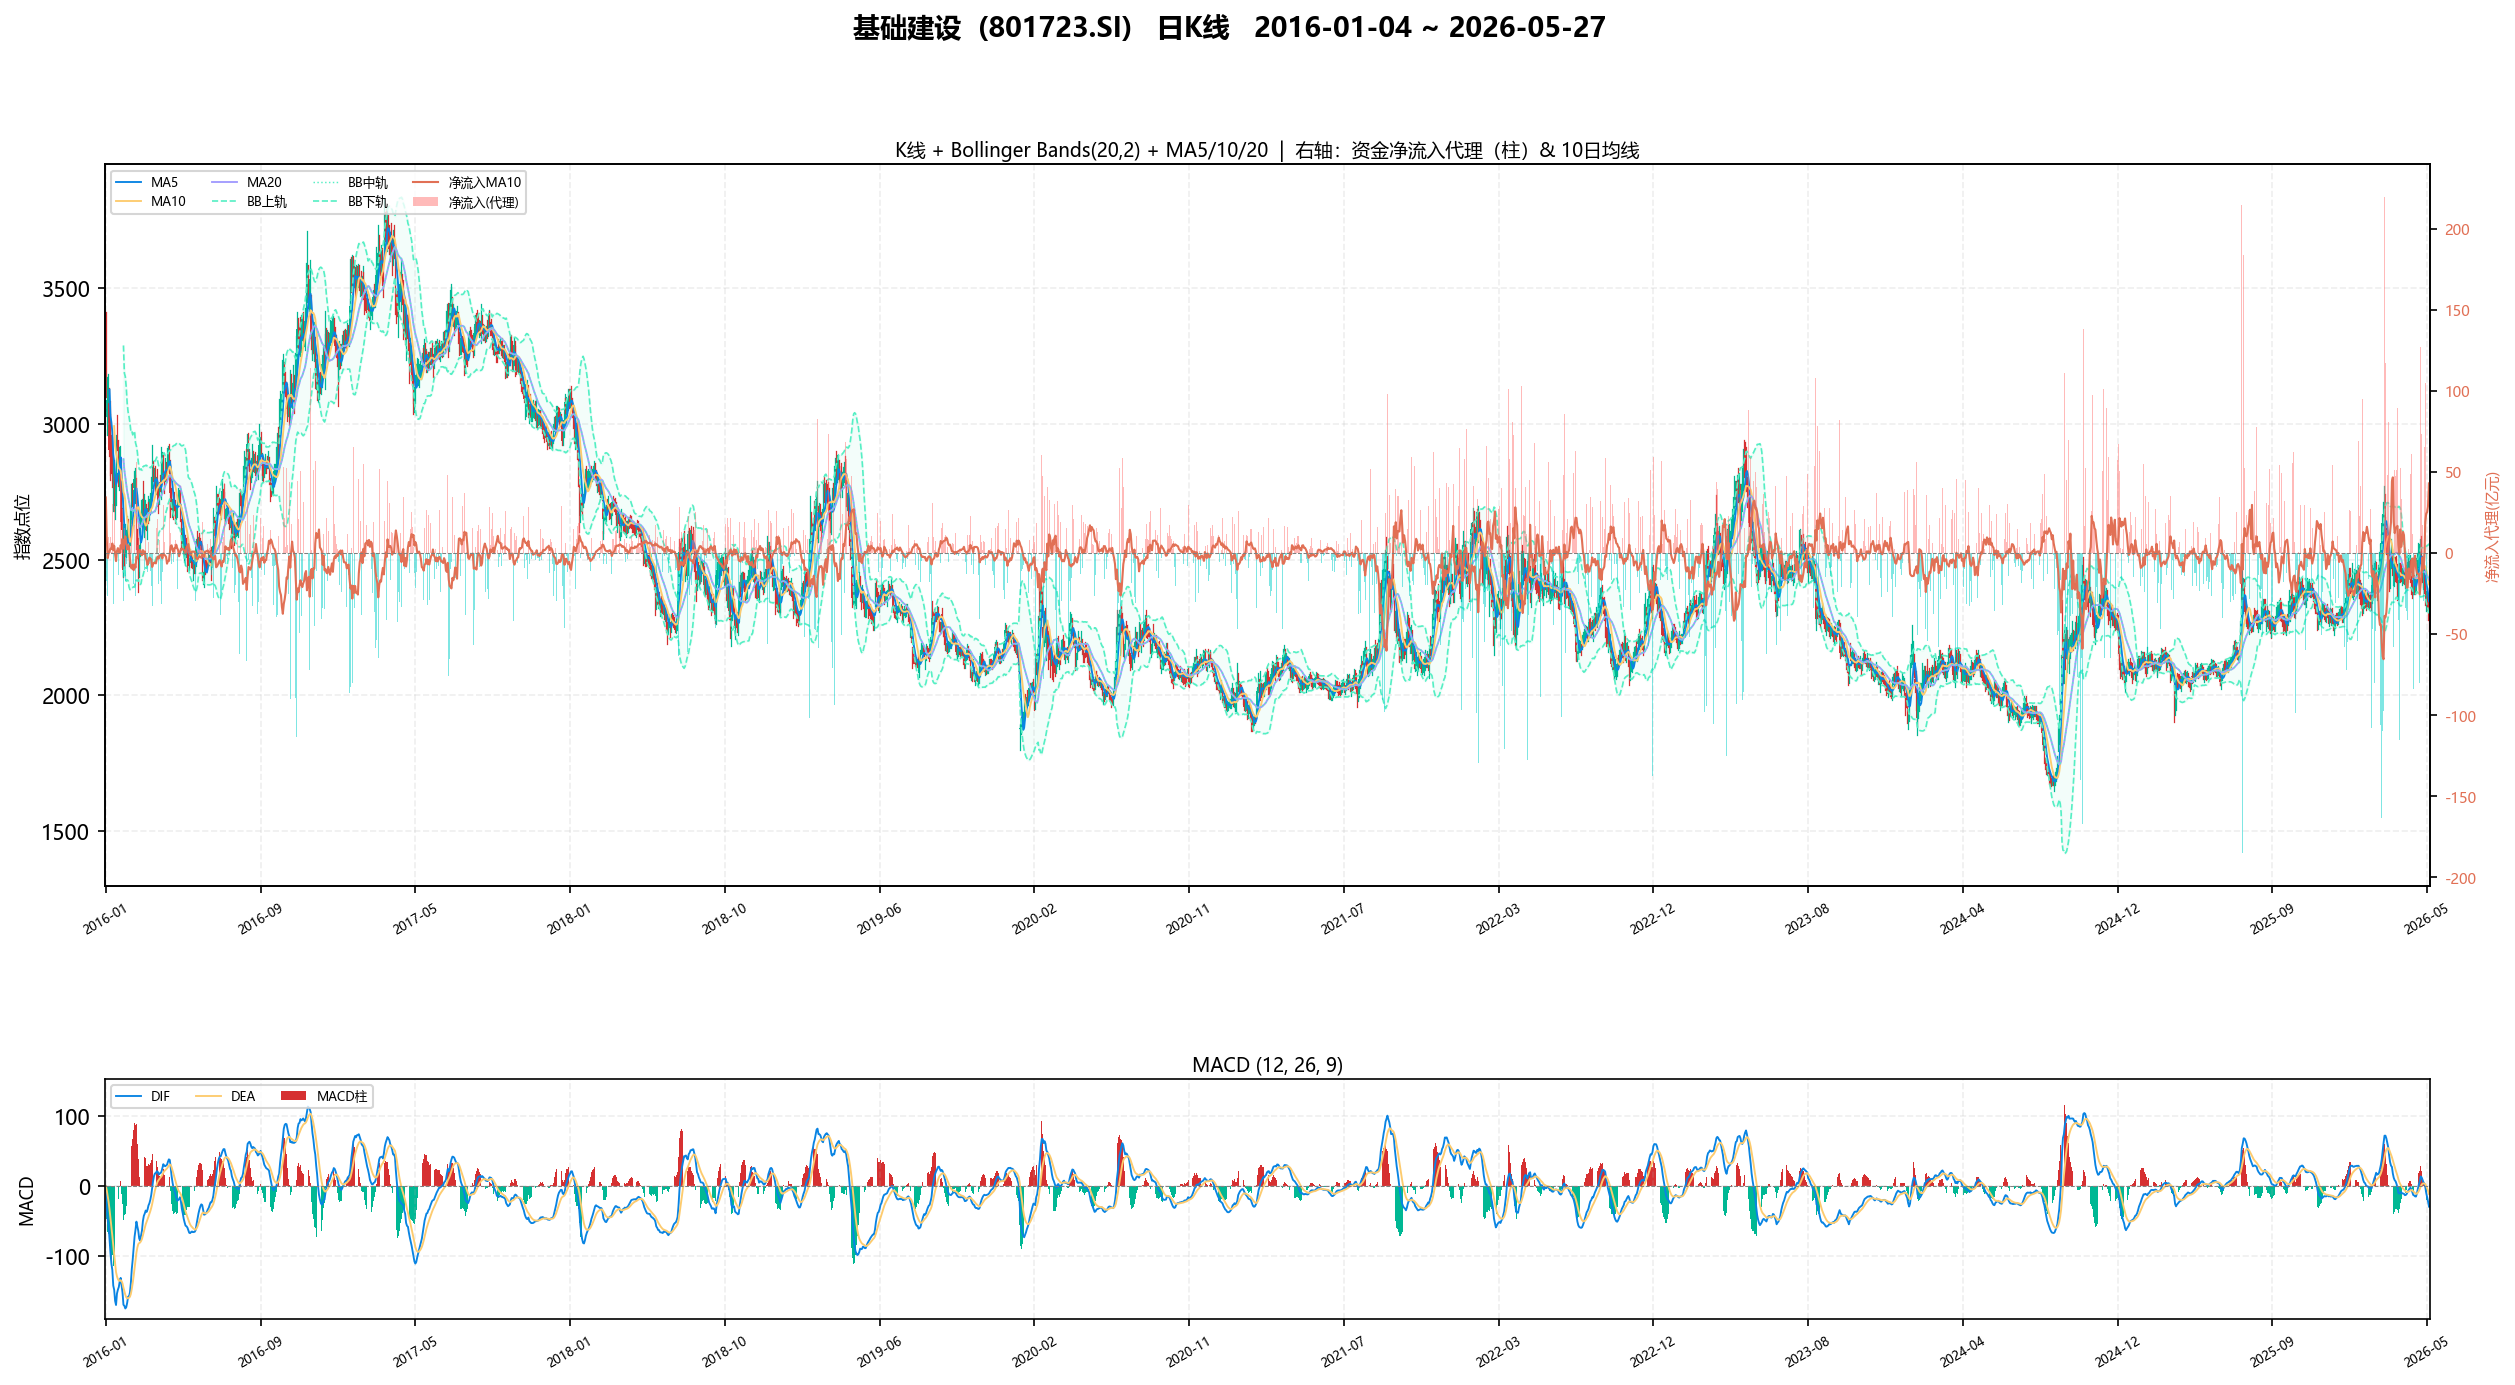 基础建设 (801723.SI) 日K线 2016-01-04 ~ 2026-05-27
K线 + Bollinger Bands(20,2) + MA5/10/20 | 右轴：资金净流入代理（柱）& 10日均线
MA5 MA20 BB中轨 净流入MA10
MA10 BB上轨 BB下轨 净流入(代理)
指数点位
3500
3000
2500
2000
1500
200
150
100
50
0
-50
-100
-150
-200
净流入代理(亿元)
2016-01 2016-09 2017-05 2018-01 2018-10 2019-06 2020-02 2020-11 2021-07 2022-03 2022-12 2023-08 2024-04 2024-12 2025-09 2026-05
MACD (12, 26, 9)
DIF DEA MACD柱
MACD
100
0
-100
2016-01 2016-09 2017-05 2018-01 2018-10 2019-06 2020-02 2020-11 2021-07 2022-03 2022-12 2023-08 2024-04 2024-12 2025-09 2026-05